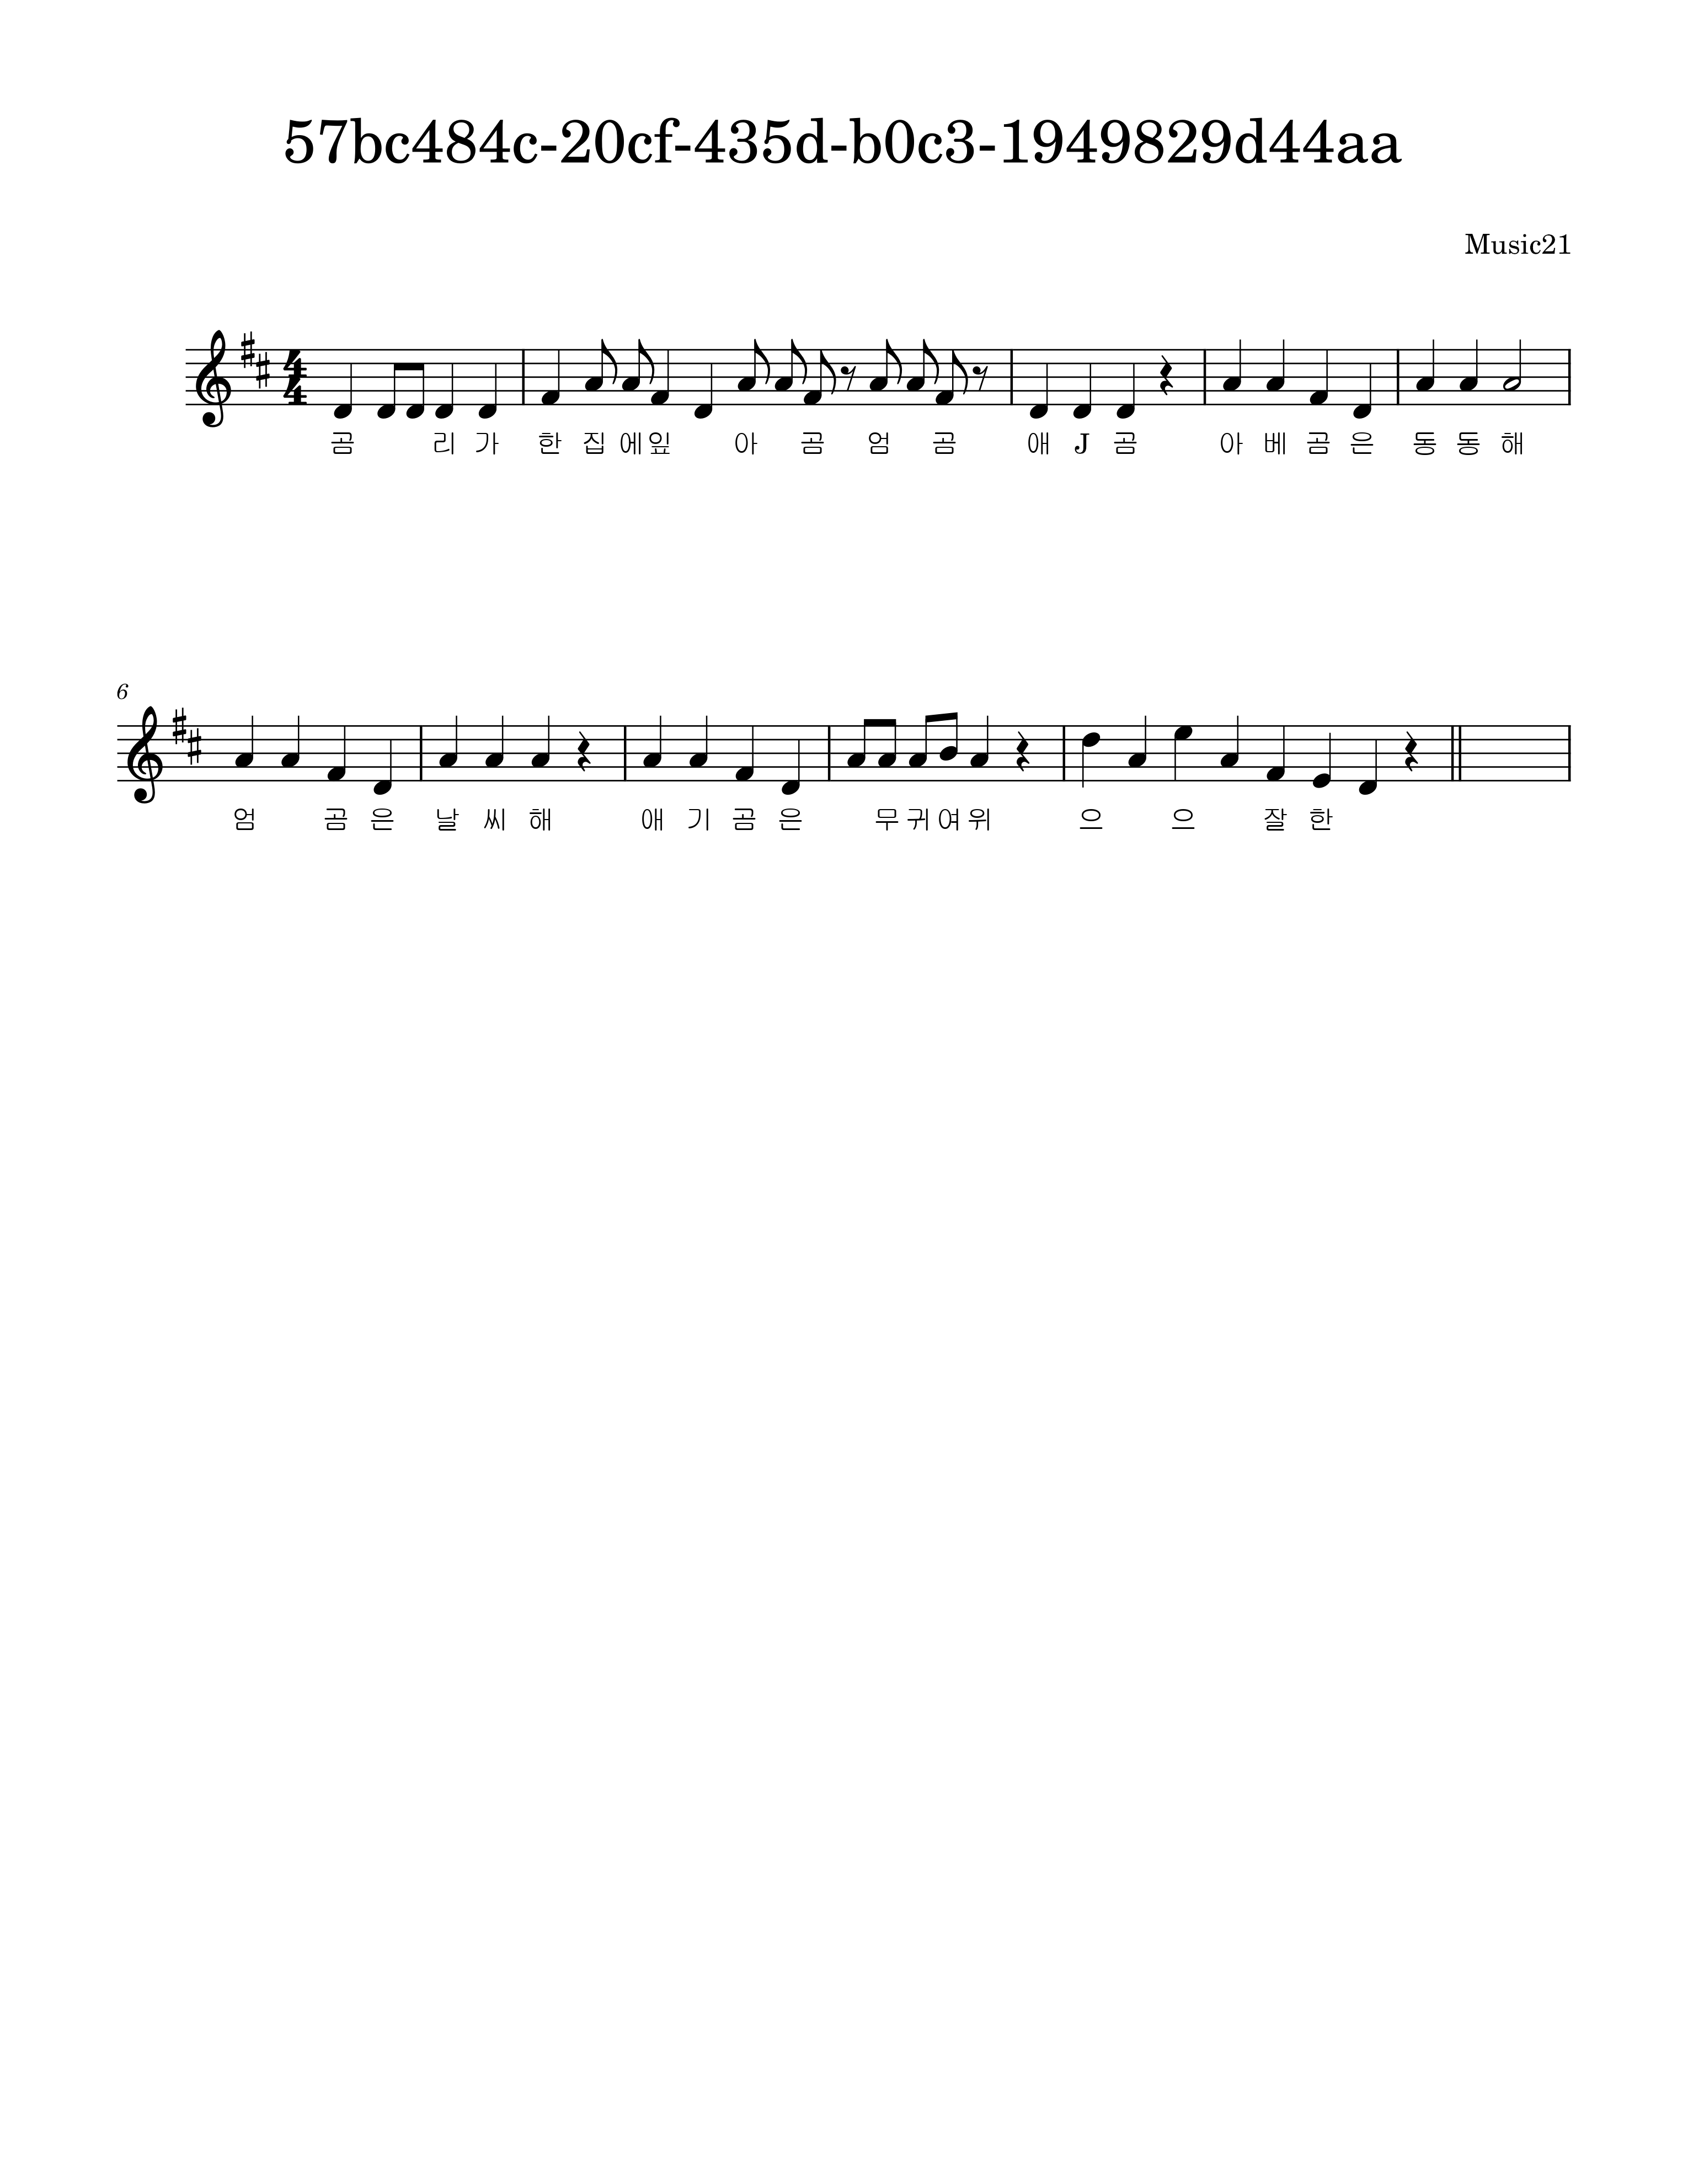 57bc484c-20cf-435d-b0c3-1949829d44aa
Music21
곰 리 가 한 집 에 잎 아 곰 엄 곰 애 J 곰 아 베 곰 은 동 동 해
6
엄 곰 은 날 씨 해 애 기 곰 은 무 귀 여 위 으 으 잘 한